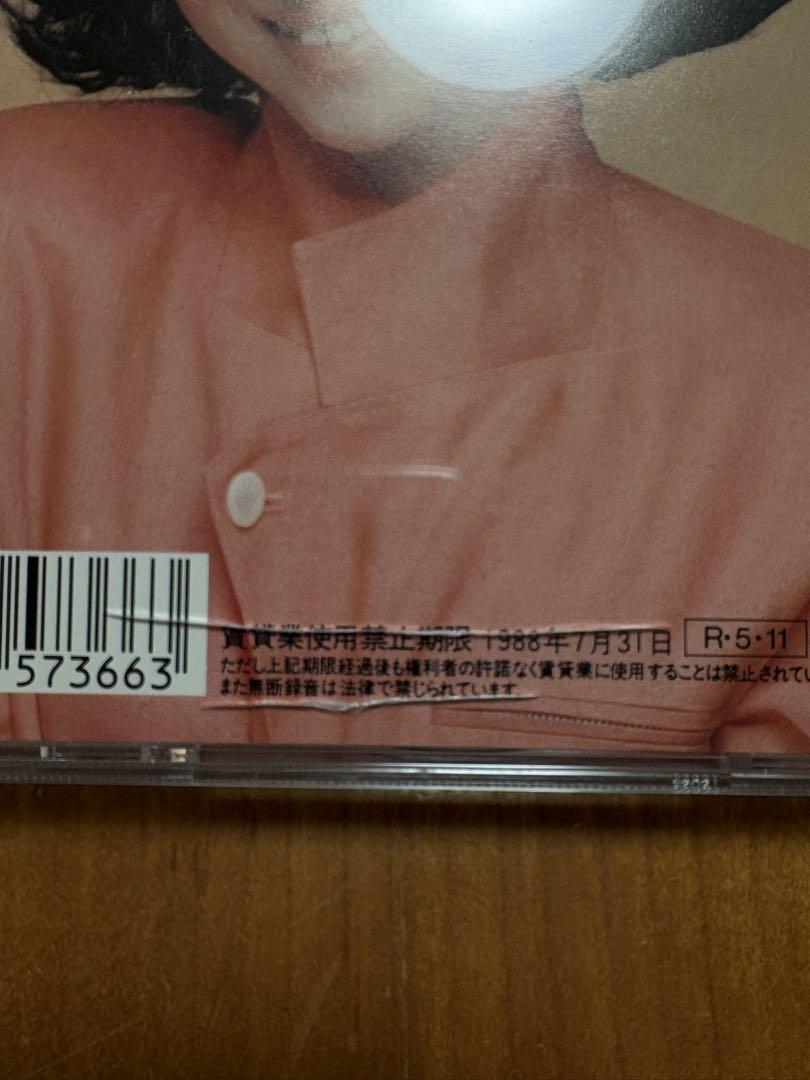 573663
賃貸業使用禁止期限 1988年7月31日 R・5・11
ただし上記期限経過後も権利者の許諾なく賃貸業に使用することは禁止されてい
また無断録音は法律で禁じられています.